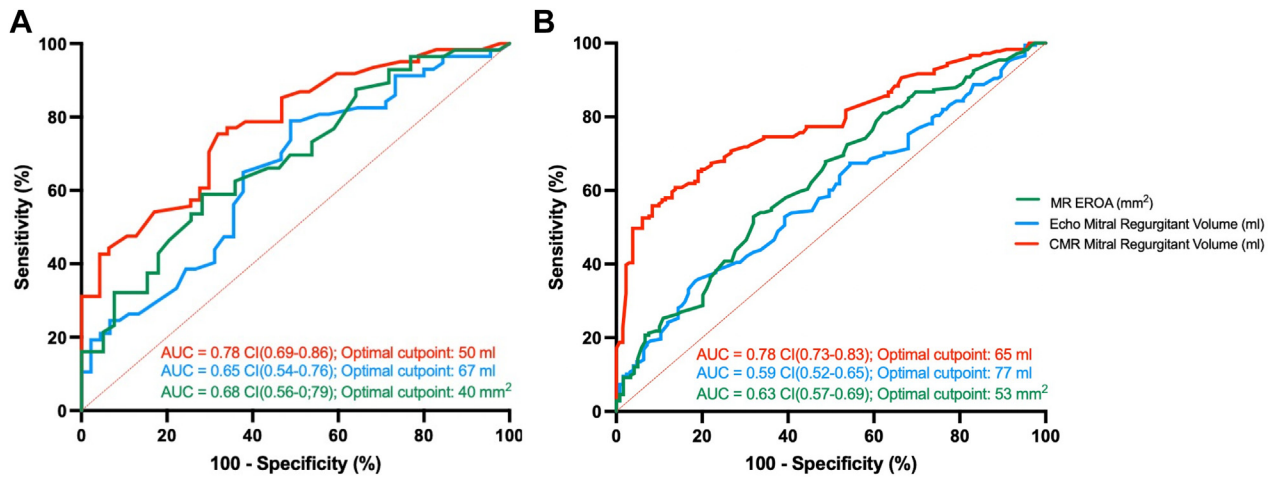 A
100
80
60
40
20
0
Sensitivity (%)
AUC = 0.78 CI(0.69-0.86); Optimal cutpoint: 50 ml
AUC = 0.65 CI(0.54-0.76); Optimal cutpoint: 67 ml
AUC = 0.68 CI(0.56-0;79); Optimal cutpoint: 40 mm²
0 20 40 60 80 100
100 - Specificity (%)
B
100
80
60
40
20
0
Sensitivity (%)
AUC = 0.78 CI(0.73-0.83); Optimal cutpoint: 65 ml
AUC = 0.59 CI(0.52-0.65); Optimal cutpoint: 77 ml
AUC = 0.63 CI(0.57-0.69); Optimal cutpoint: 53 mm²
0 20 40 60 80 100
100 - Specificity (%)
MR EROA (mm²)
Echo Mitral Regurgitant Volume (ml)
CMR Mitral Regurgitant Volume (ml)